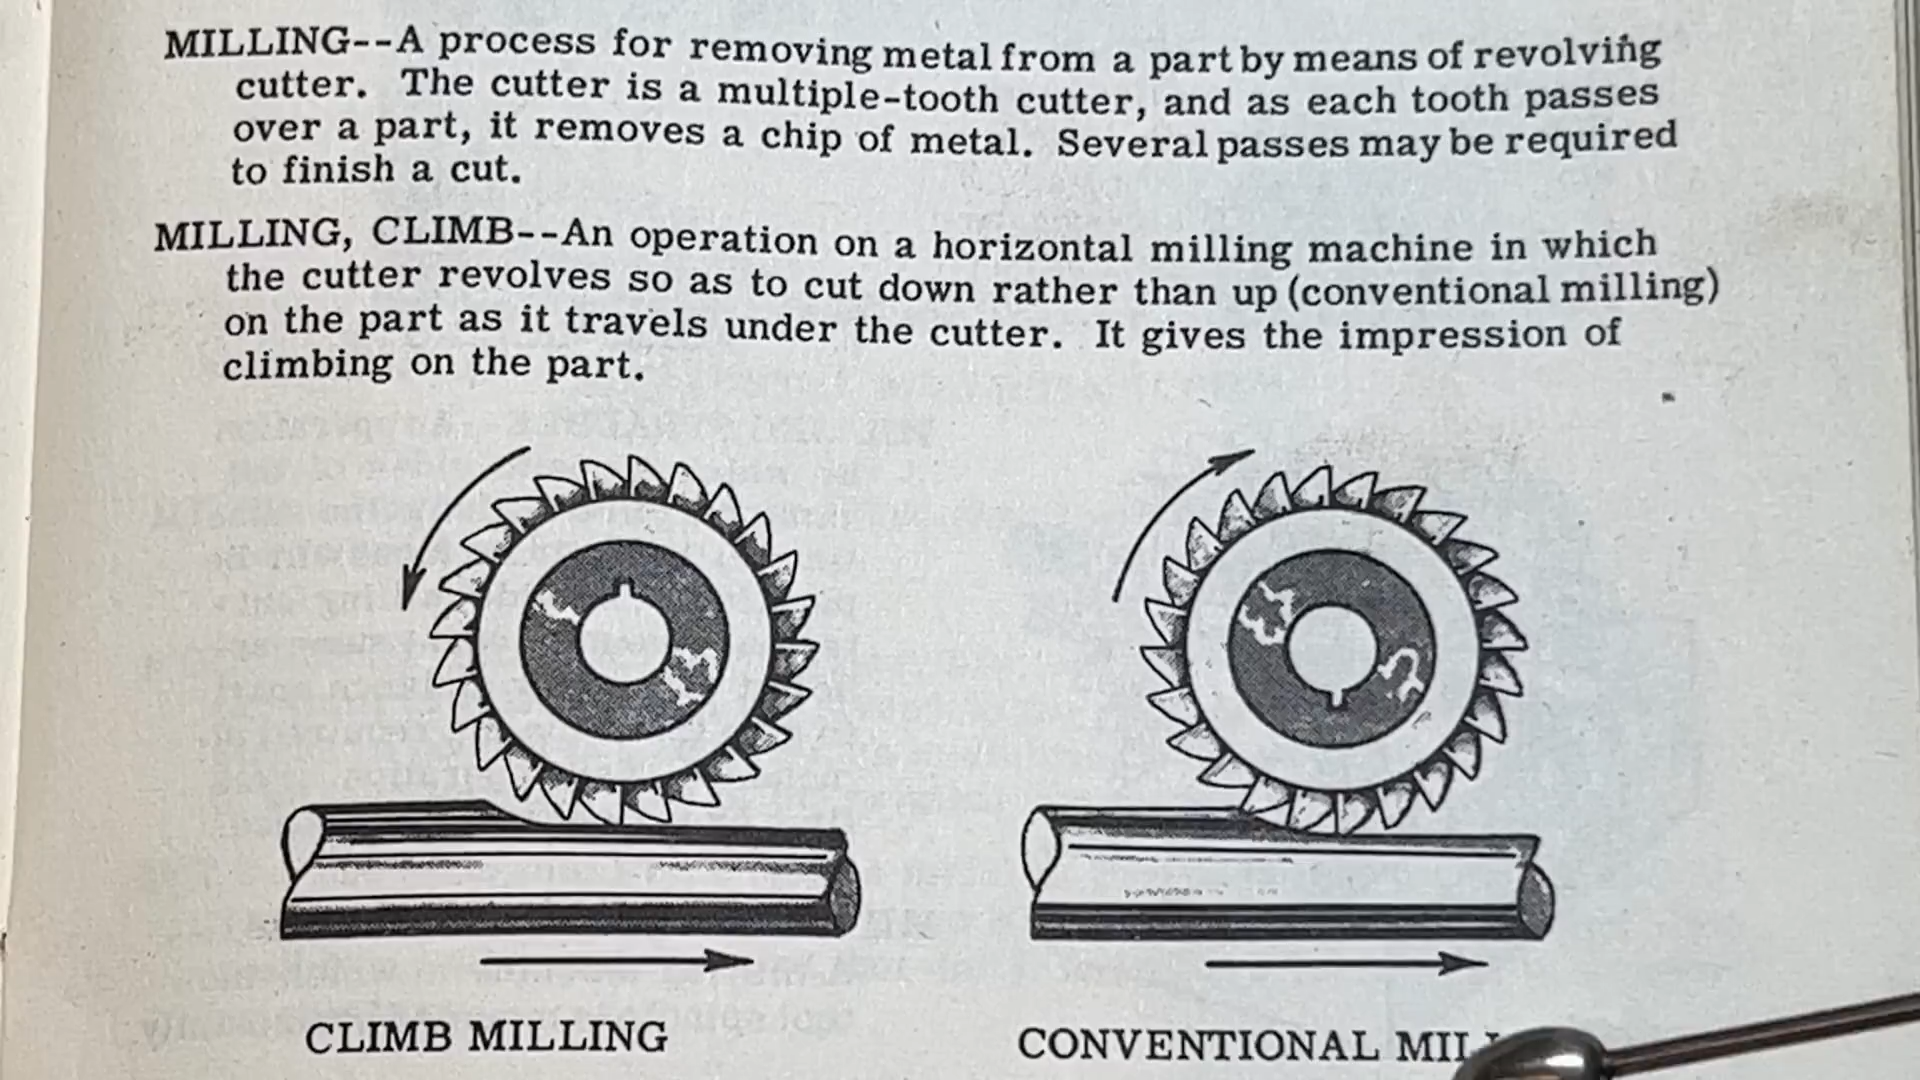 MILLING--A process for removing metal from a part by means of revolving
cutter. The cutter is a multiple-tooth cutter, and as each tooth passes
over a part, it removes a chip of metal. Several passes may be required
to finish a cut.
MILLING, CLIMB--An operation on a horizontal milling machine in which
the cutter revolves so as to cut down rather than up (conventional milling)
on the part as it travels under the cutter. It gives the impression of
climbing on the part.
CLIMB MILLING
CONVENTIONAL